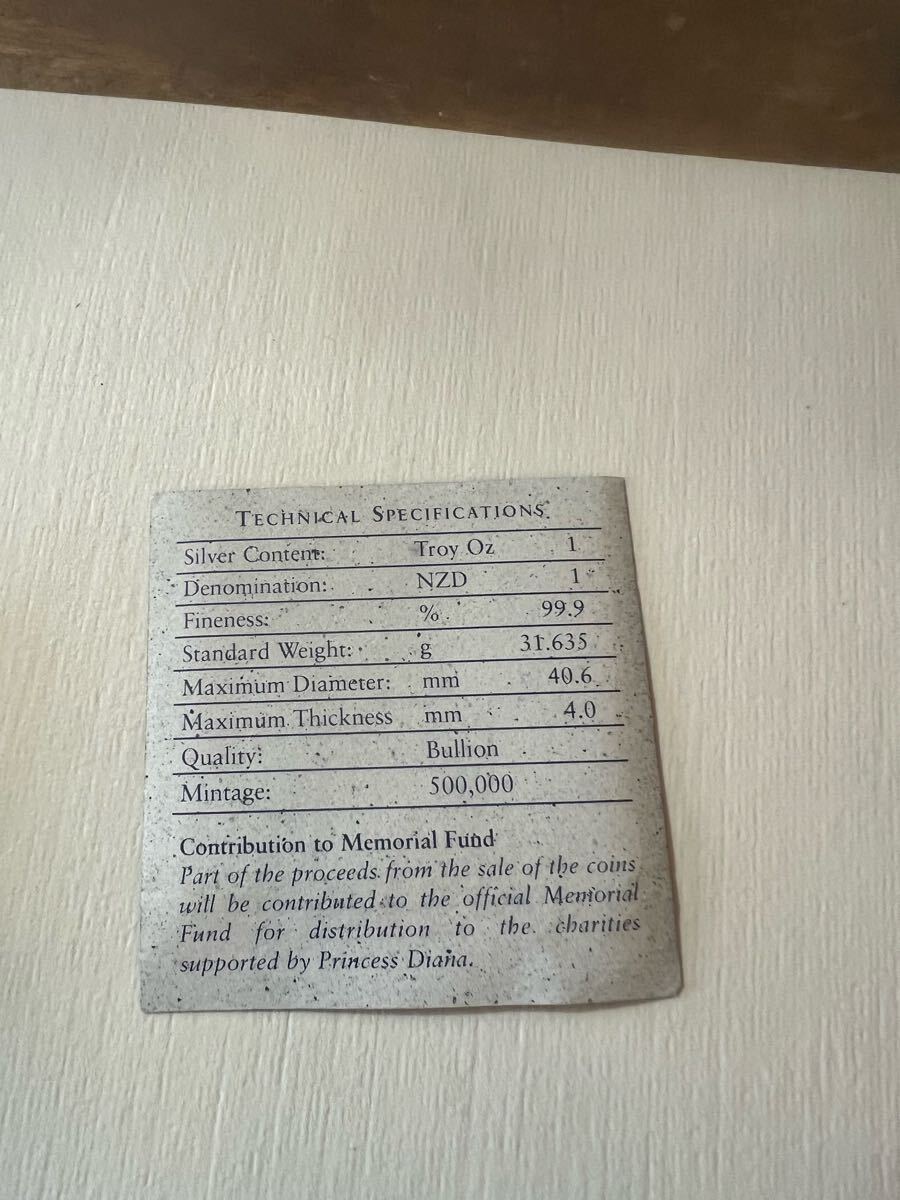 TECHNICAL SPECIFICATIONS
Silver Content: Troy Oz 1
Denomination: NZD 1
Fineness: % 99.9
Standard Weight: g 31.635
Maximum Diameter: mm 40.6
Maximum Thickness mm 4.0
Quality: Bullion
Mintage: 500,000
Contribution to Memorial Fund
Part of the proceeds from the sale of the coins
will be contributed to the official Memorial
Fund for distribution to the charities
supported by Princess Diana.